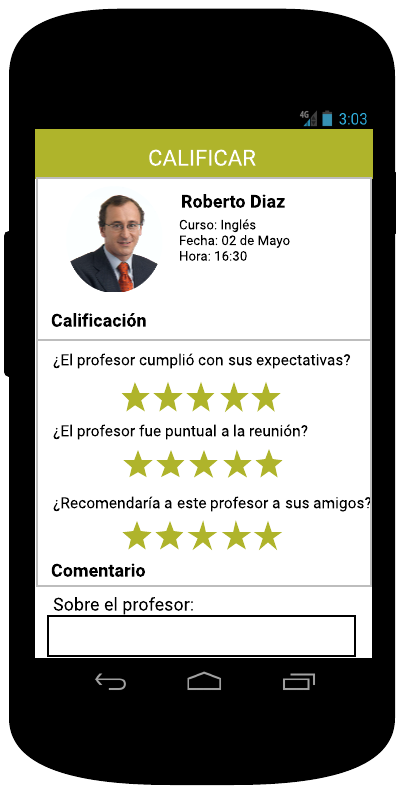 4G 3:03
CALIFICAR
Roberto Diaz
Curso: Inglés
Fecha: 02 de Mayo
Hora: 16:30
Calificación
¿El profesor cumplió con sus expectativas?
¿El profesor fue puntual a la reunión?
¿Recomendaría a este profesor a sus amigos?
Comentario
Sobre el profesor: